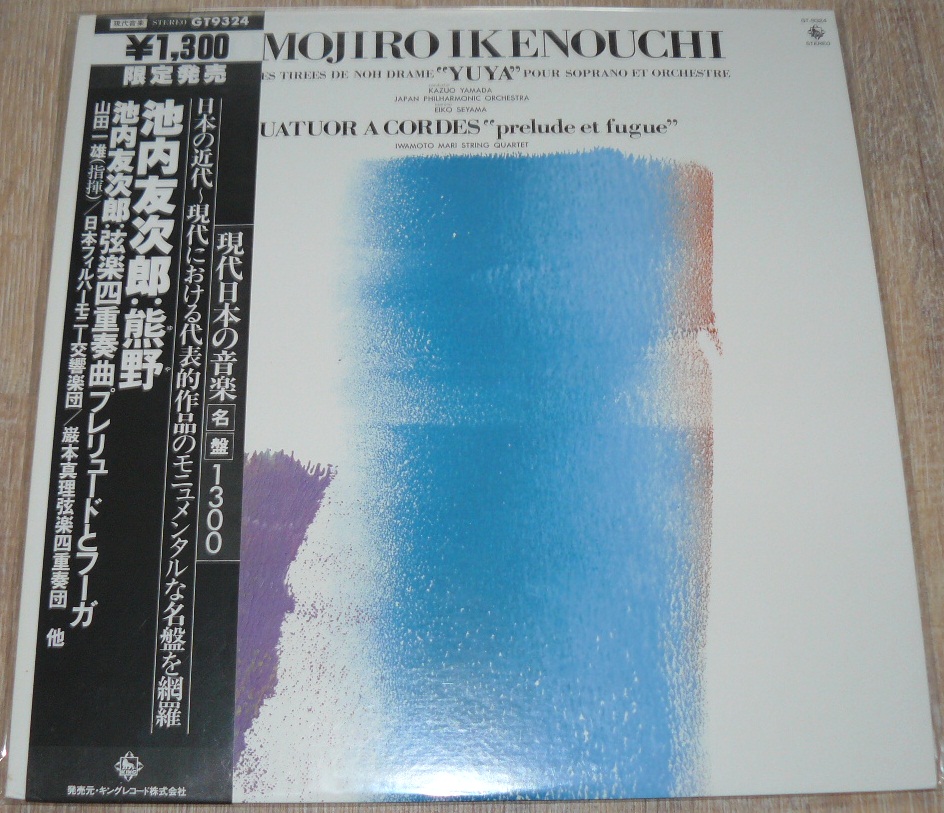 現代音楽 STEREO GT9324
¥1,300
限定発売
現代日本の音楽 名盤 1300
日本の近代〜現代における代表的作品のモニュメンタルな名盤を網羅
池内友次郎:熊野
ゆや
池内友次郎:弦楽四重奏曲プレリュードとフーガ
山田一雄(指揮)/日本フィルハーモニー交響楽団/巌本真理弦楽四重奏団 他
発売元・キングレコード株式会社
MOJIRO IKENOUCHI
ES TIREES DE NOH DRAME "YUYA" POUR SOPRANO ET ORCHESTRE
KAZUO YAMADA
JAPAN PHILHARMONIC ORCHESTRA
EIKO SEYAMA
UATUOR A CORDES "prelude et fugue"
IWAMOTO MARI STRING QUARTET
STEREO